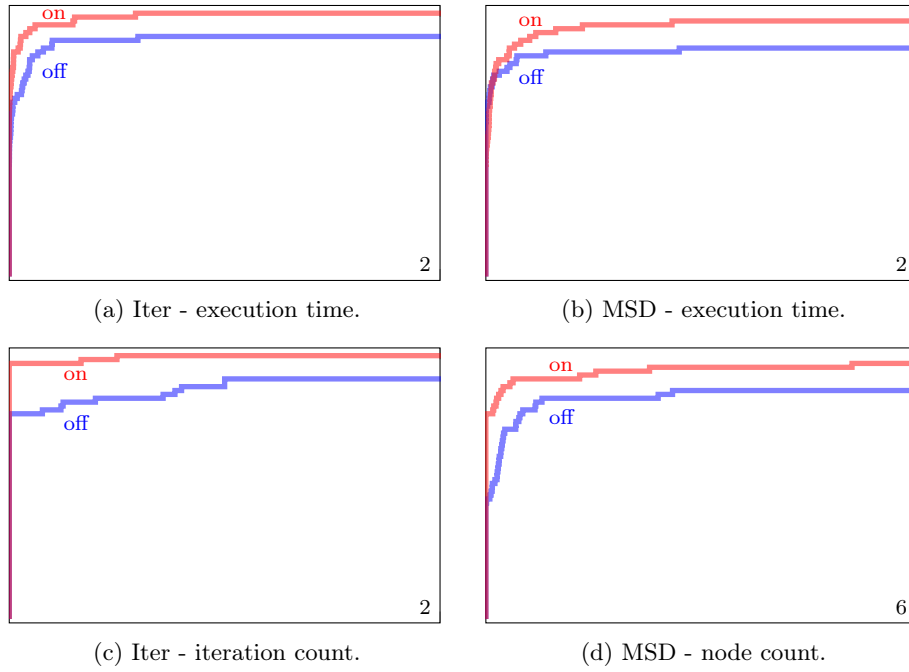 on
off
2
(a) Iter - execution time.
on
off
2
(b) MSD - execution time.
on
off
2
(c) Iter - iteration count.
on
off
6
(d) MSD - node count.